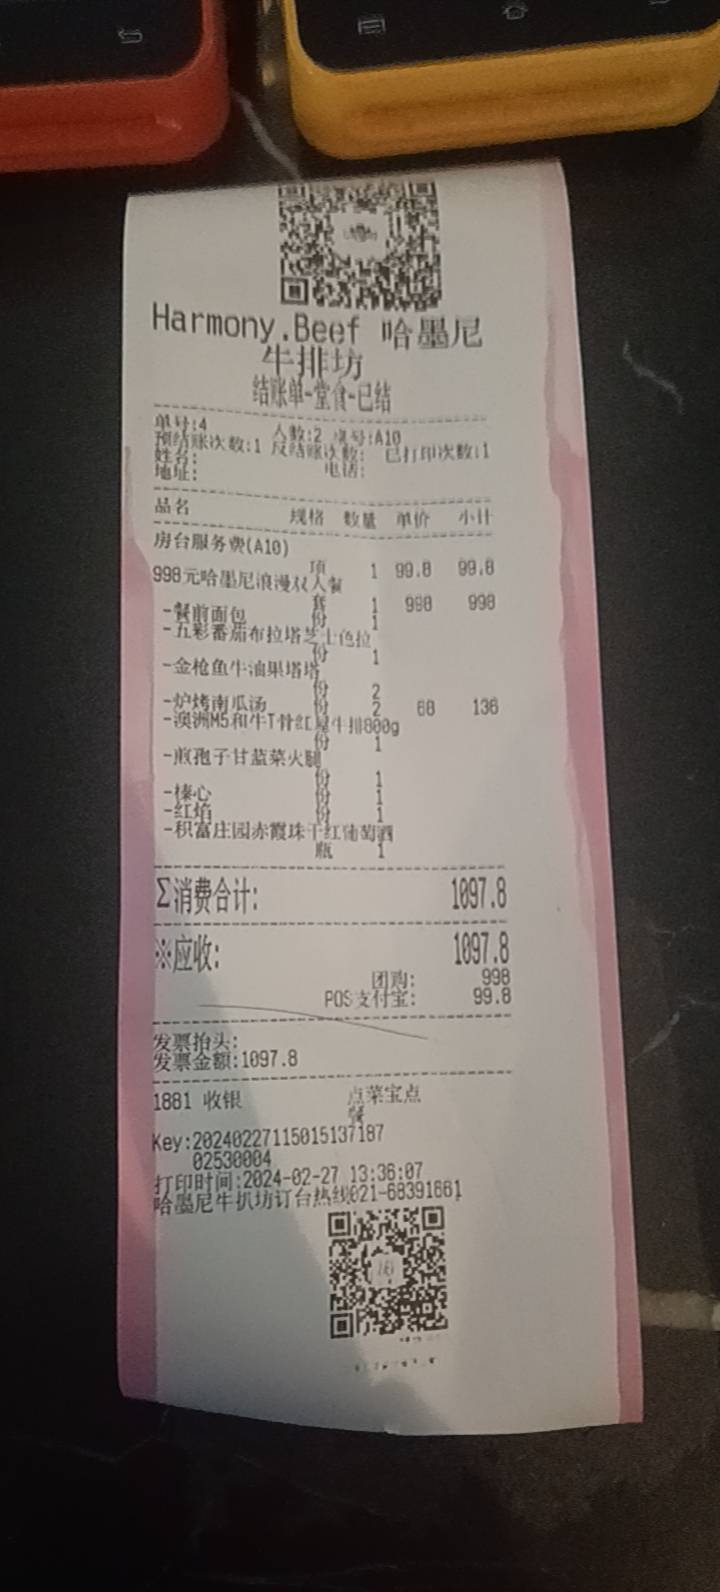 Harmony.Beef 哈墨尼
牛排坊
结账单-堂食-已结
单号:4 人数:2 桌号:A10
预结账次数:1 反结账次数: 已打印次数:1
姓名: 电话:
地址:
品名 规格 数量 单价 小计
房台服务费(A10)
项 1 99.8 99.8
998元哈墨尼浪漫双人餐
套 1 998 998
-餐前面包 份 1
-五彩番茄布拉塔芝士色拉
份 1
-金枪鱼牛油果塔塔
份 2
-炉烤南瓜汤 份 2 68 136
-澳洲M5和牛T骨红屋牛排800g
份 1
-煎孢子甘蓝菜火腿
份 1
-榛心 份 1
-红焰 份 1
-积富庄园赤霞珠干红葡萄酒
瓶 1
Σ消费合计: 1097.8
※应收: 1097.8
团购: 998
POS支付宝: 99.8
发票抬头:
发票金额:1097.8
1881 收银 点菜宝点
餐
Key:20240227115015137187
02530004
打印时间:2024-02-27 13:36:07
哈墨尼牛扒坊订台热线021-68391661